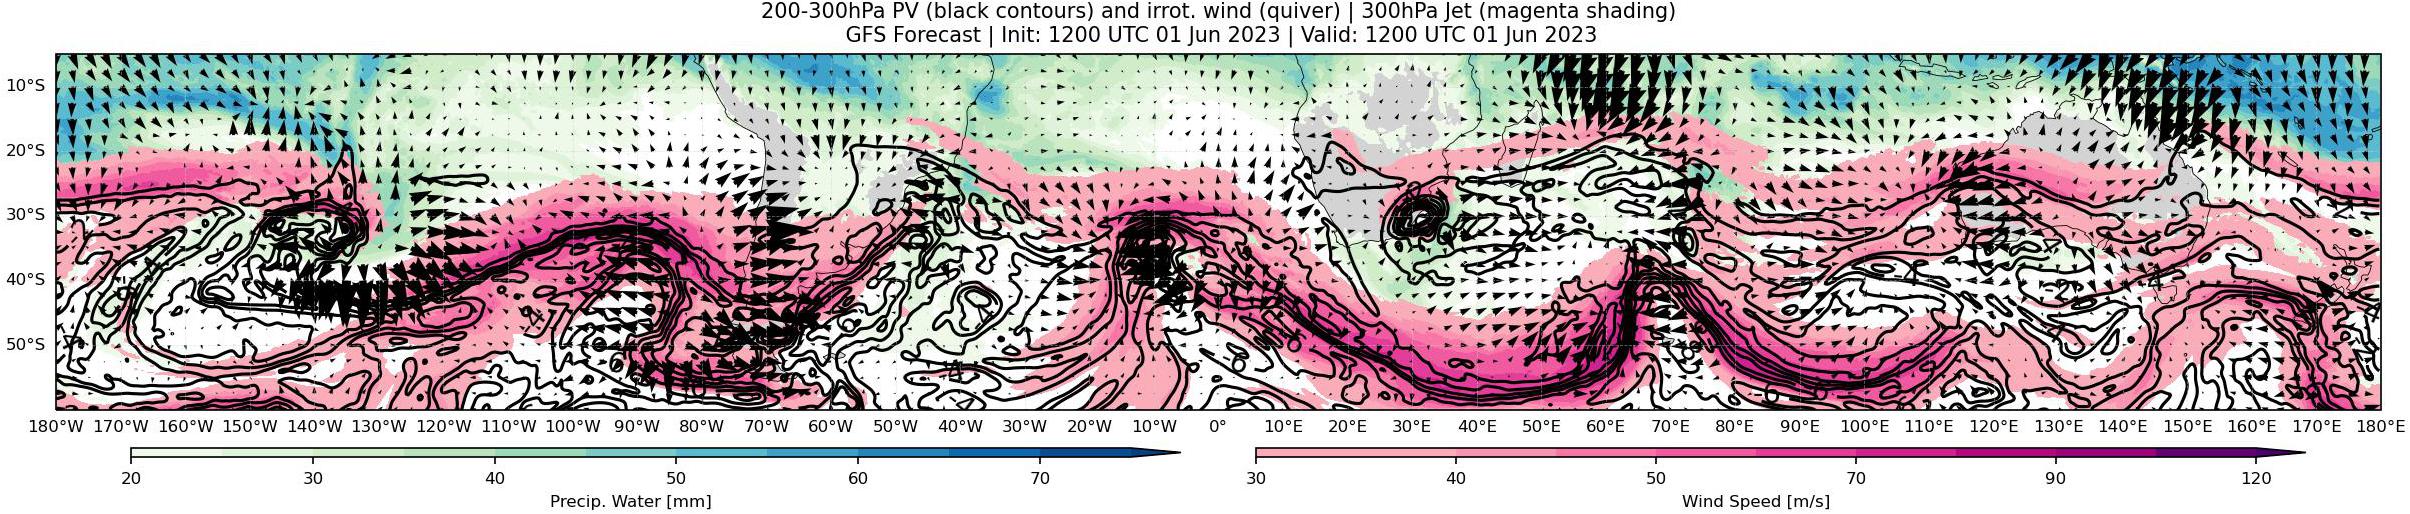 200-300hPa PV (black contours) and irrot. wind (quiver) | 300hPa Jet (magenta shading)
GFS Forecast | Init: 1200 UTC 01 Jun 2023 | Valid: 1200 UTC 01 Jun 2023
10°S
20°S
30°S
40°S
50°S
180°W 170°W 160°W 150°W 140°W 130°W 120°W 110°W 100°W 90°W 80°W 70°W 60°W 50°W 40°W 30°W 20°W 10°W 0° 10°E 20°E 30°E 40°E 50°E 60°E 70°E 80°E 90°E 100°E 110°E 120°E 130°E 140°E 150°E 160°E 170°E 180°E
20 30 40 50 60 70
Precip. Water [mm]
30 40 50 70 90 120
Wind Speed [m/s]